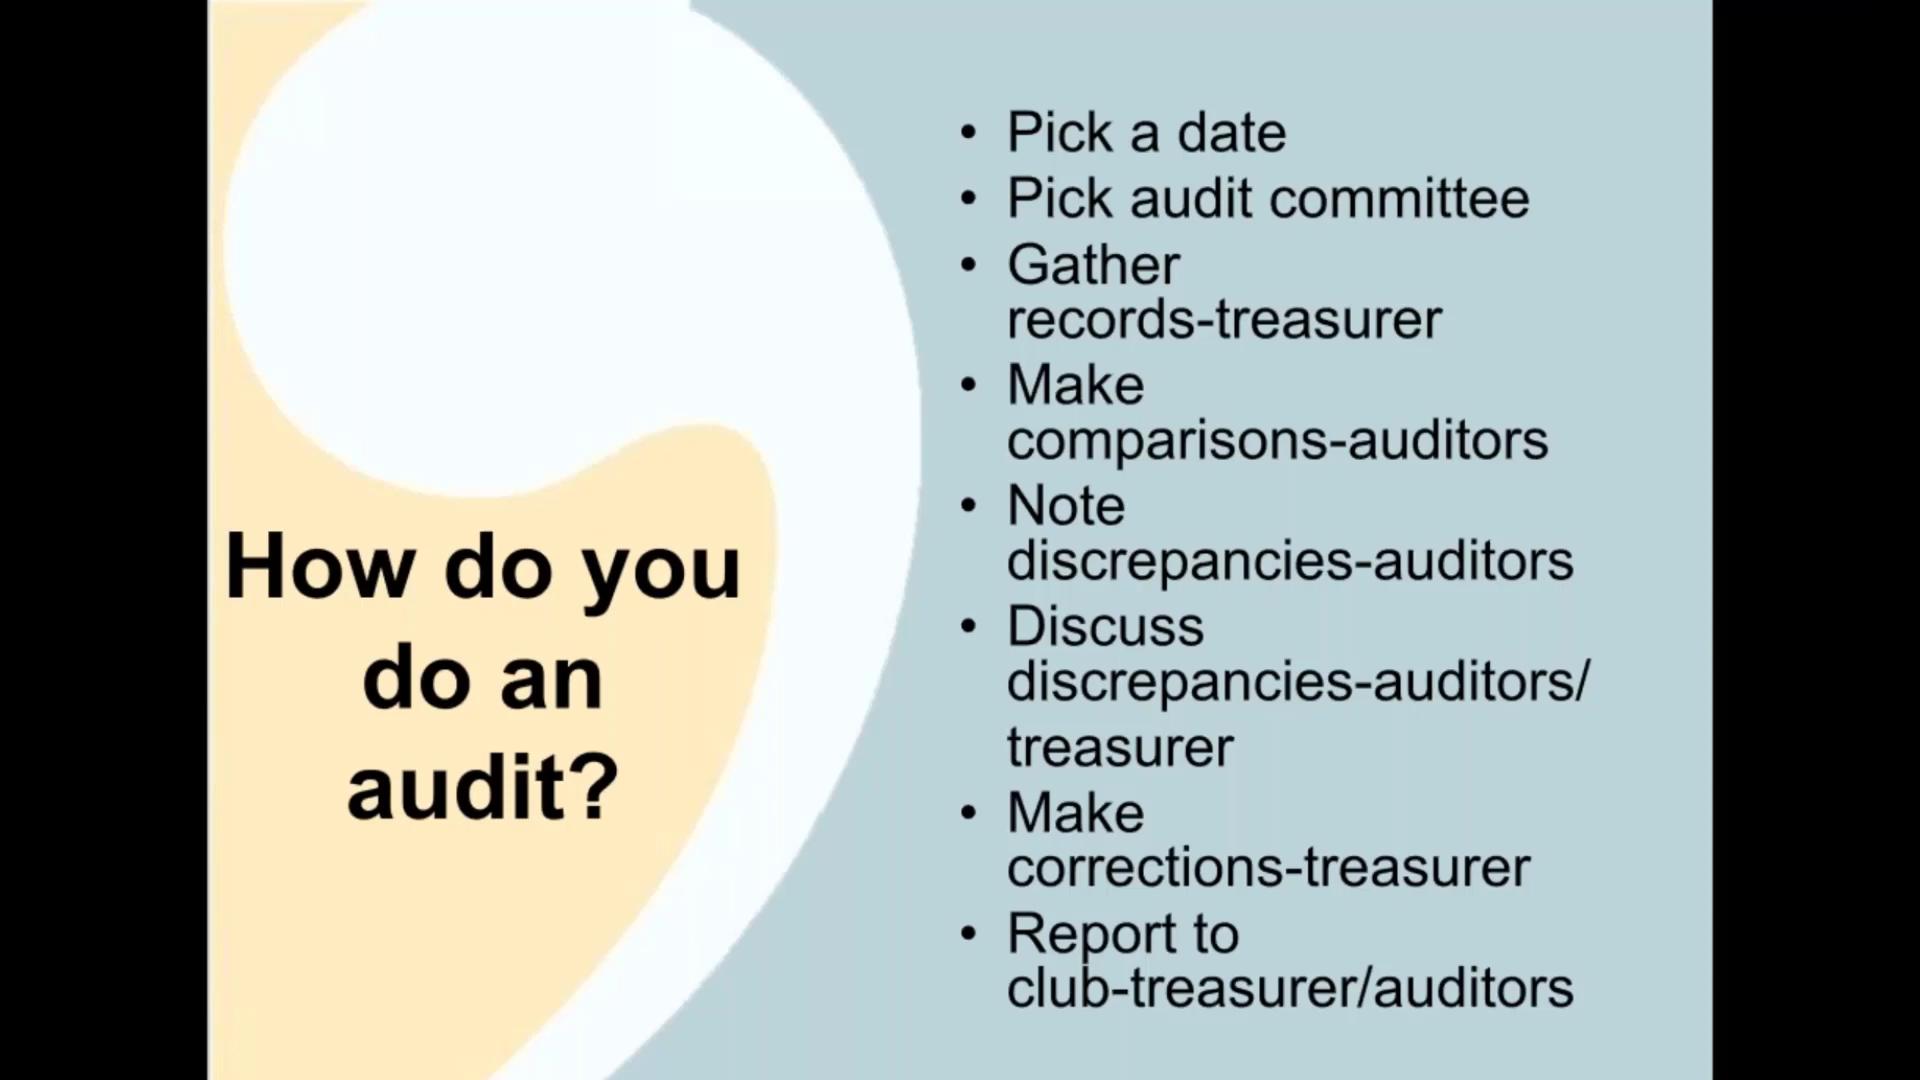 How do you
do an
audit?
• Pick a date
• Pick audit committee
• Gather
records-treasurer
• Make
comparisons-auditors
• Note
discrepancies-auditors
• Discuss
discrepancies-auditors/
treasurer
• Make
corrections-treasurer
• Report to
club-treasurer/auditors